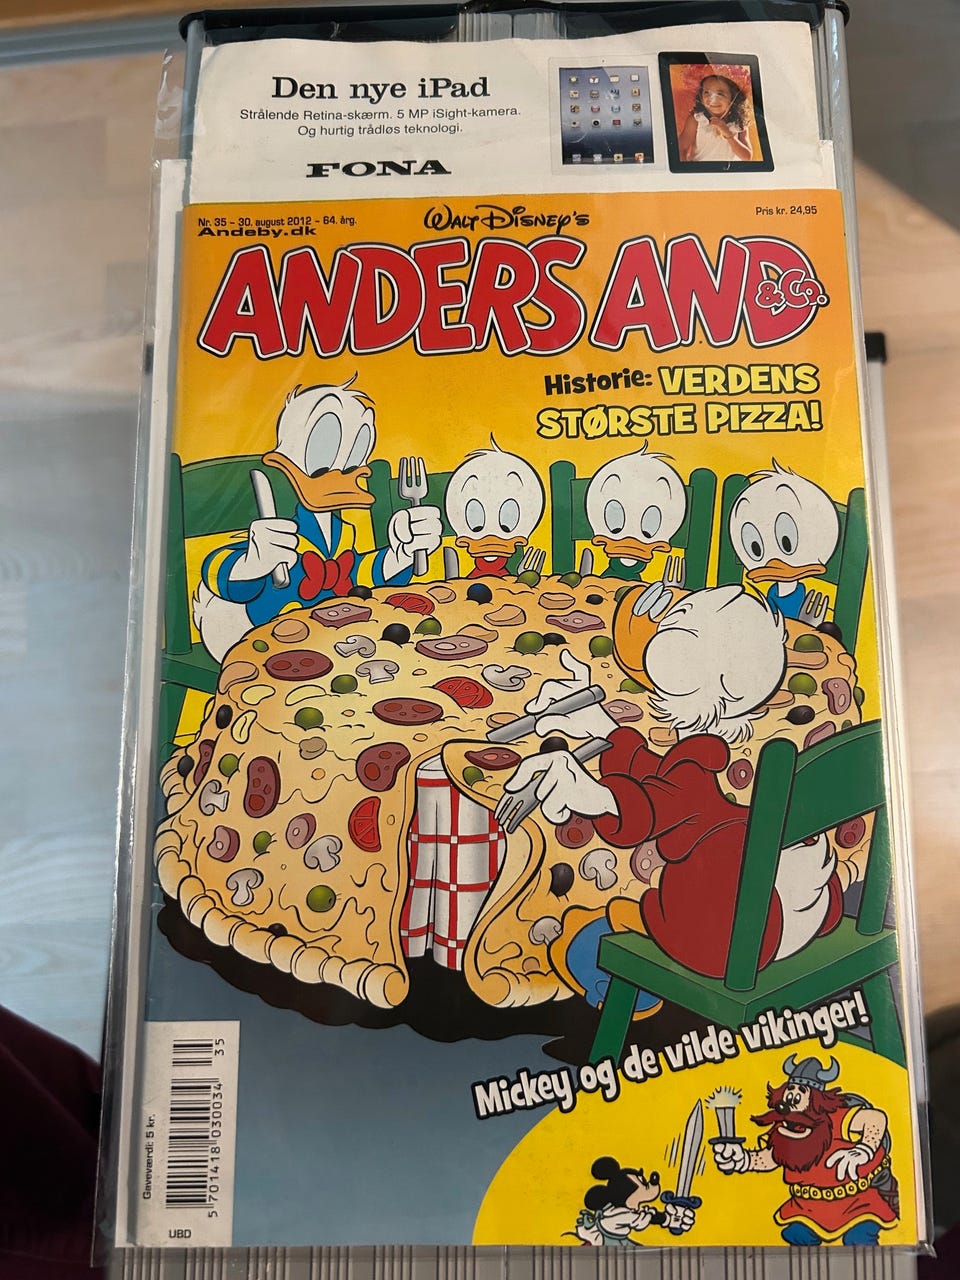 Den nye iPad
Strålende Retina-skærm. 5 MP iSight-kamera.
Og hurtig trådløs teknologi.
FONA
Nr. 35 - 30. august 2012 - 64. årg.
Andeby.dk
WALT DISNEY'S
Pris kr. 24,95
ANDERS AND
& Co.
Historie: VERDENS
STØRSTE PIZZA!
Mickey og de vilde vikinger!
Gaveværdi: 5 kr.
5 701418 030034
35
UBD